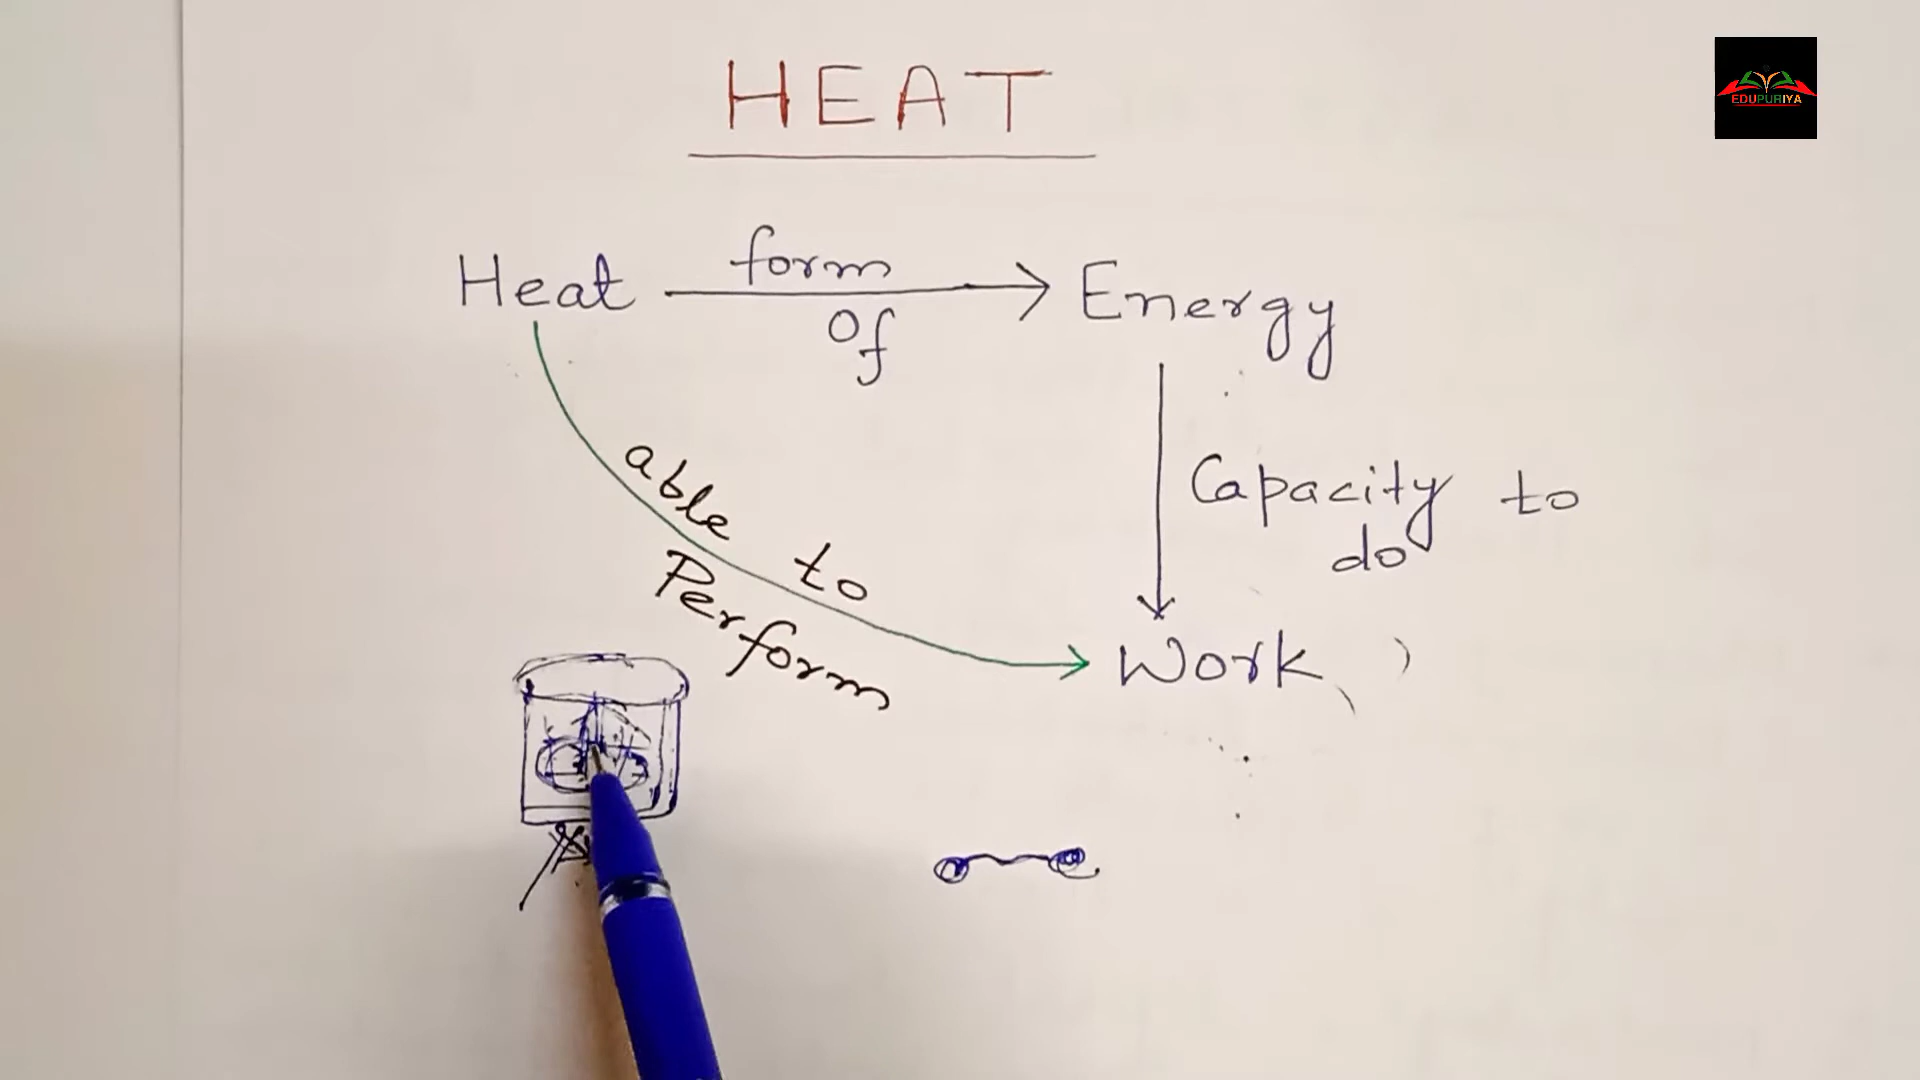 HEAT
EDUPURIYA
Heat form Of Energy
able to
Perform
Capacity to
do
Work